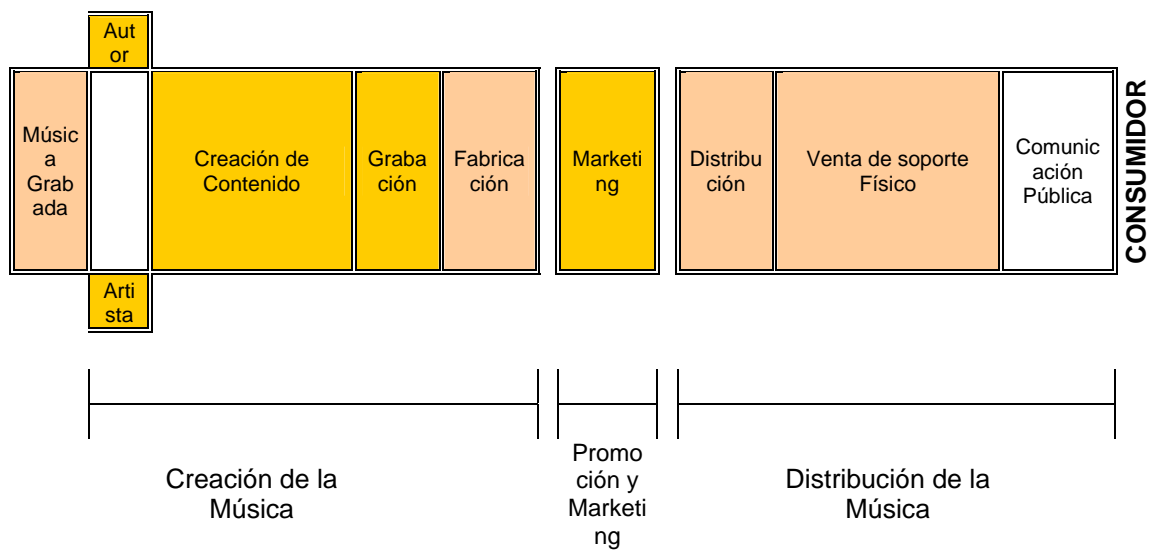 Aut
or
Músic
a
Grab
ada
Creación de
Contenido
Graba
ción
Fabrica
ción
Marketi
ng
Distribu
ción
Venta de soporte
Físico
Comunic
ación
Pública
CONSUMIDOR
Arti
sta
Creación de la
Música
Promo
ción y
Marketi
ng
Distribución de la
Música